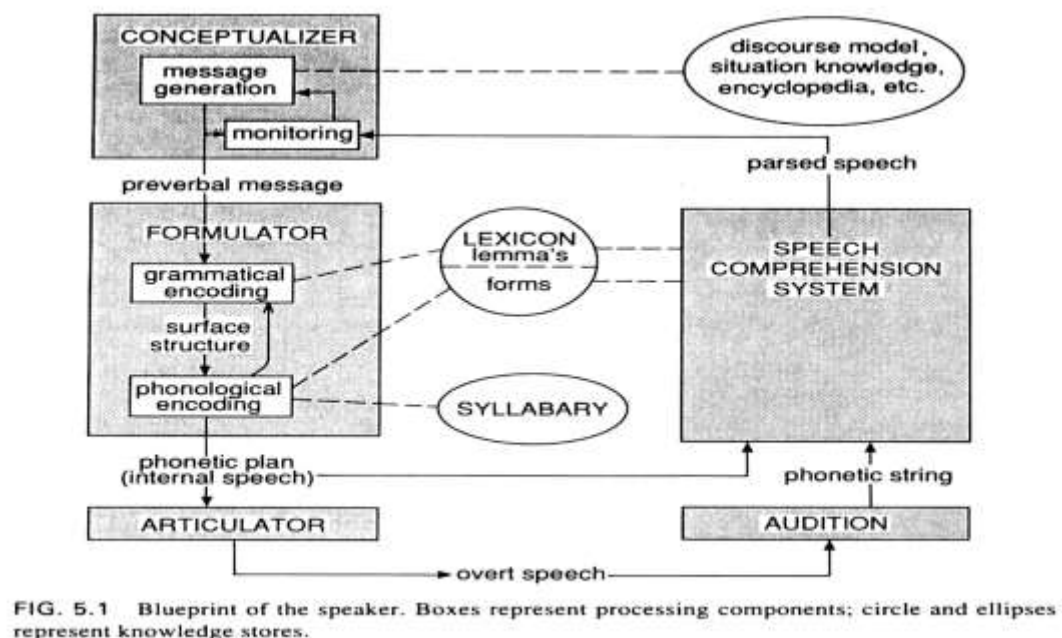 CONCEPTUALIZER
message
generation
monitoring
discourse model,
situation knowledge,
encyclopedia, etc.
parsed speech
preverbal message
FORMULATOR
grammatical
encoding
surface
structure
phonological
encoding
LEXICON
lemma's
forms
SYLLABARY
SPEECH
COMPREHENSION
SYSTEM
phonetic plan
(internal speech)
phonetic string
ARTICULATOR
AUDITION
overt speech
FIG. 5.1 Blueprint of the speaker. Boxes represent processing components; circle and ellipses
represent knowledge stores.